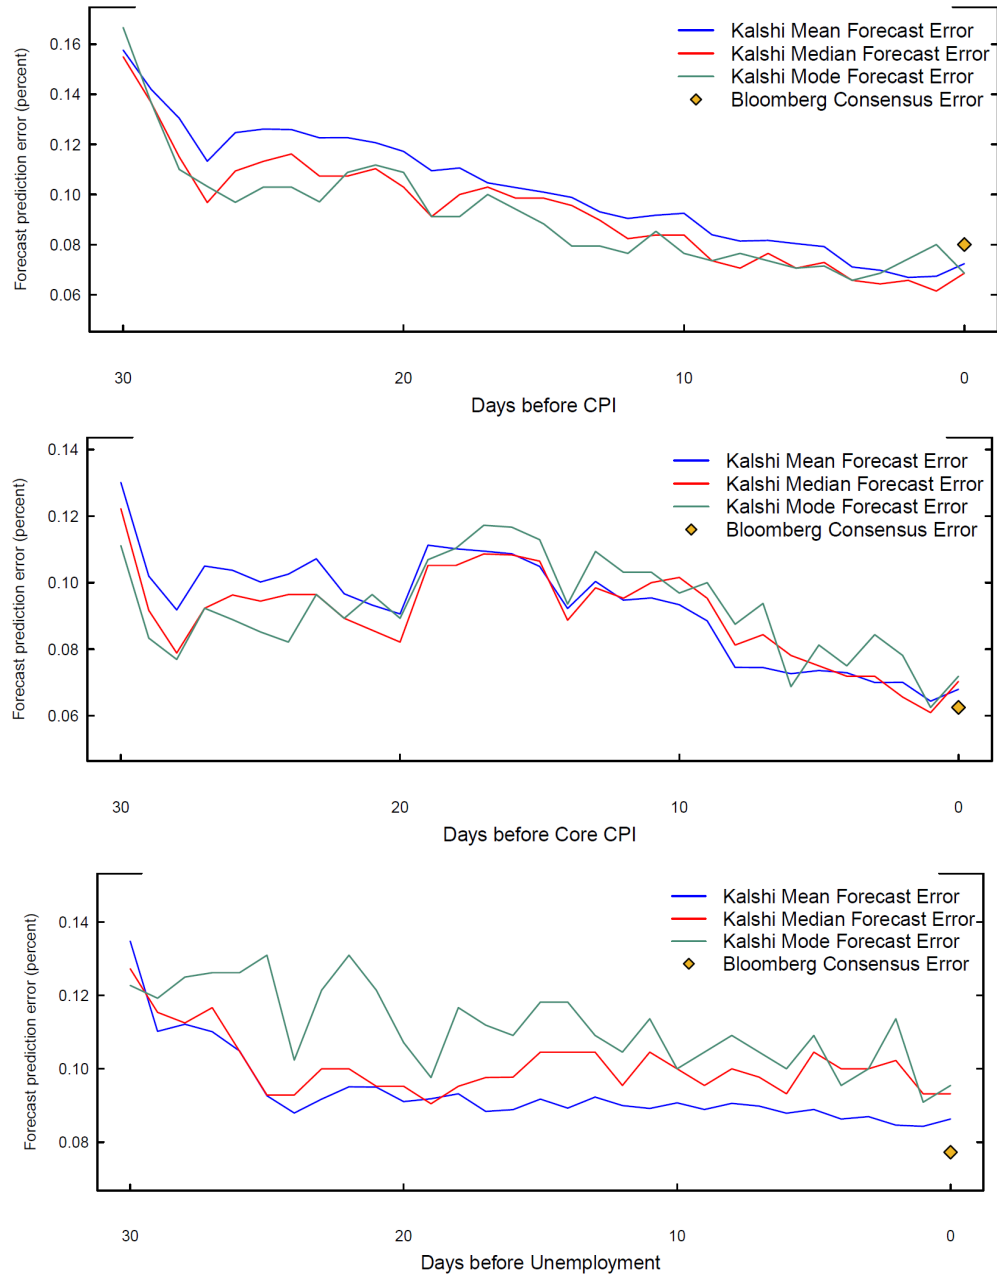 Kalshi Mean Forecast Error
Kalshi Median Forecast Error
Kalshi Mode Forecast Error
Bloomberg Consensus Error
Forecast prediction error (percent)
0.16
0.14
0.12
0.10
0.08
0.06
30 20 10 0
Days before CPI
Kalshi Mean Forecast Error
Kalshi Median Forecast Error
Kalshi Mode Forecast Error
Bloomberg Consensus Error
Forecast prediction error (percent)
0.14
0.12
0.10
0.08
0.06
30 20 10 0
Days before Core CPI
Kalshi Mean Forecast Error
Kalshi Median Forecast Error
Kalshi Mode Forecast Error
Bloomberg Consensus Error
Forecast prediction error (percent)
0.14
0.12
0.10
0.08
30 20 10 0
Days before Unemployment